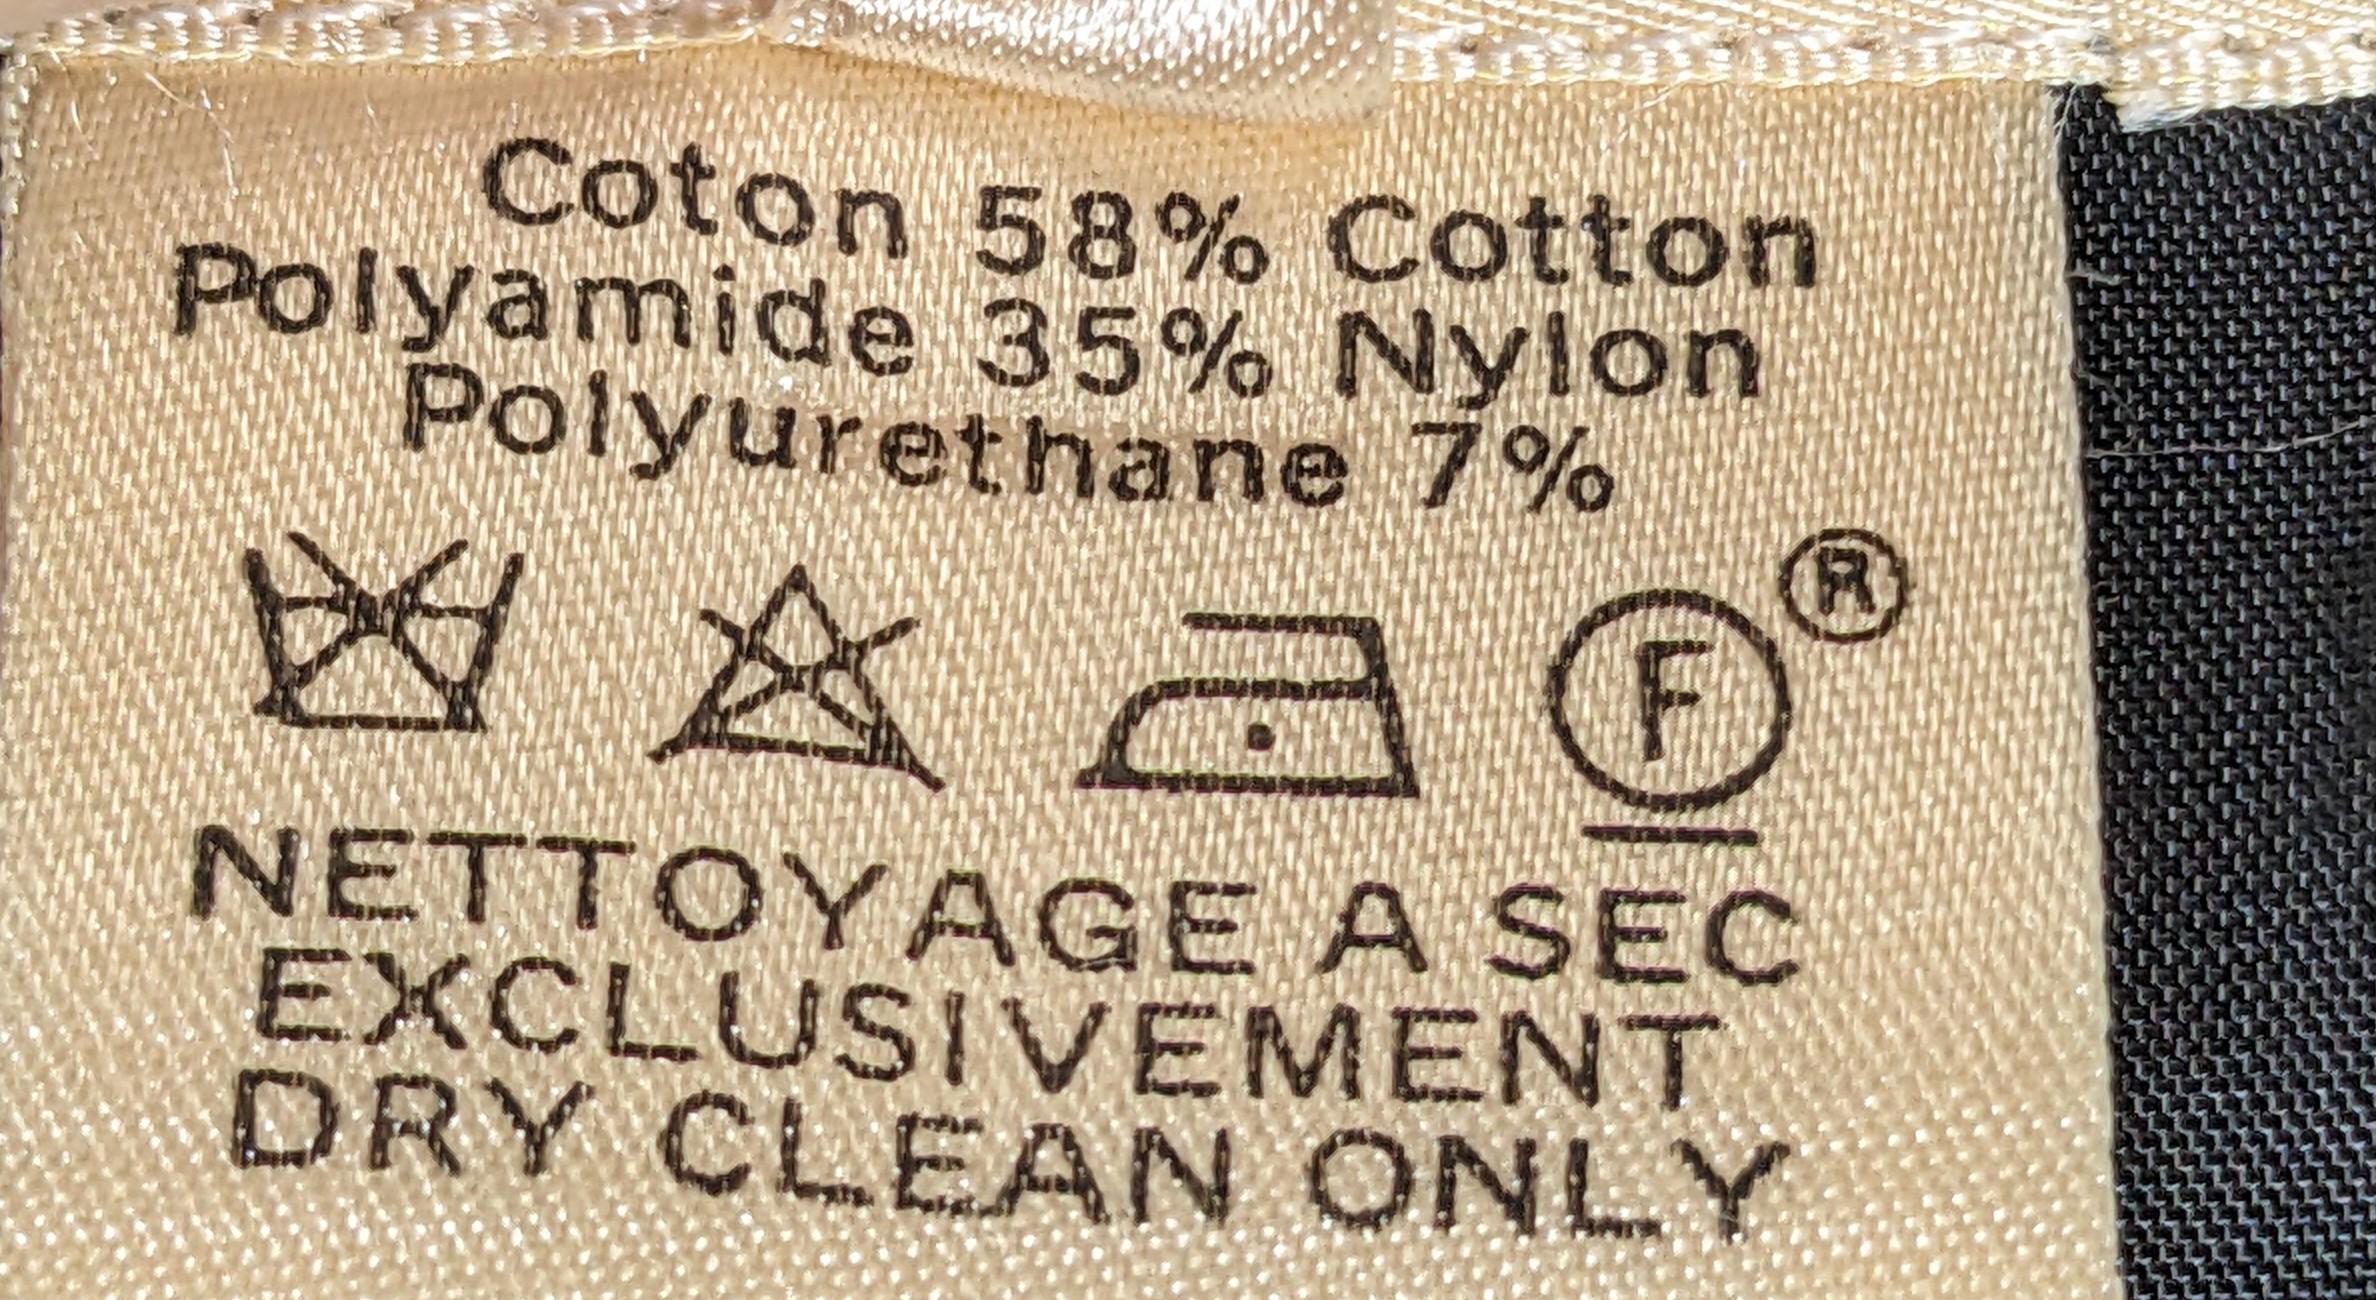 Coton 58% Cotton
Polyamide 35% Nylon
Polyurethane 7%
F ®
NETTOYAGE A SEC
EXCLUSIVEMENT
DRY CLEAN ONLY